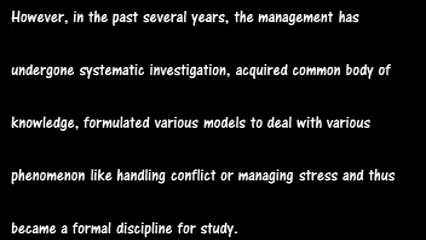 However, in the past several years, the management has
undergone systematic investigation, acquired common body of
knowledge, formulated various models to deal with various
phenomenon like handling conflict or managing stress and thus
became a formal discipline for study.